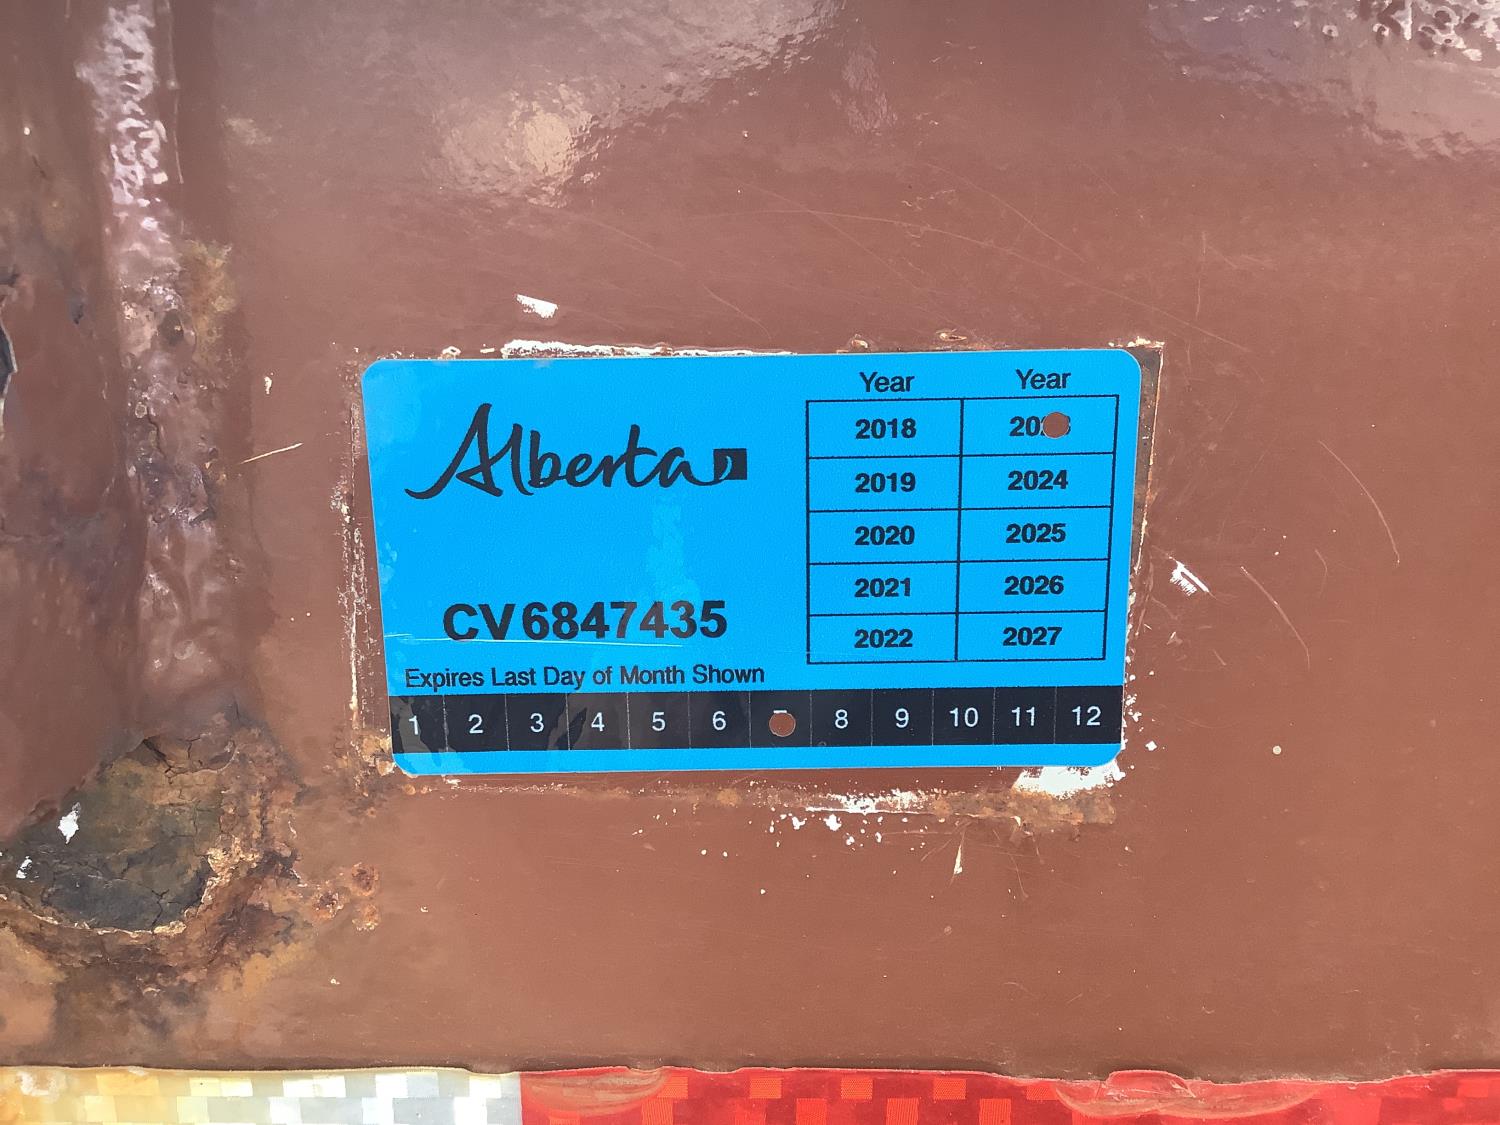 Alberta
CV6847435
Expires Last Day of Month Shown
Year Year
2018
2019 2024
2020 2025
2021 2026
2022 2027
1 2 3 4 5 6 8 9 10 11 12